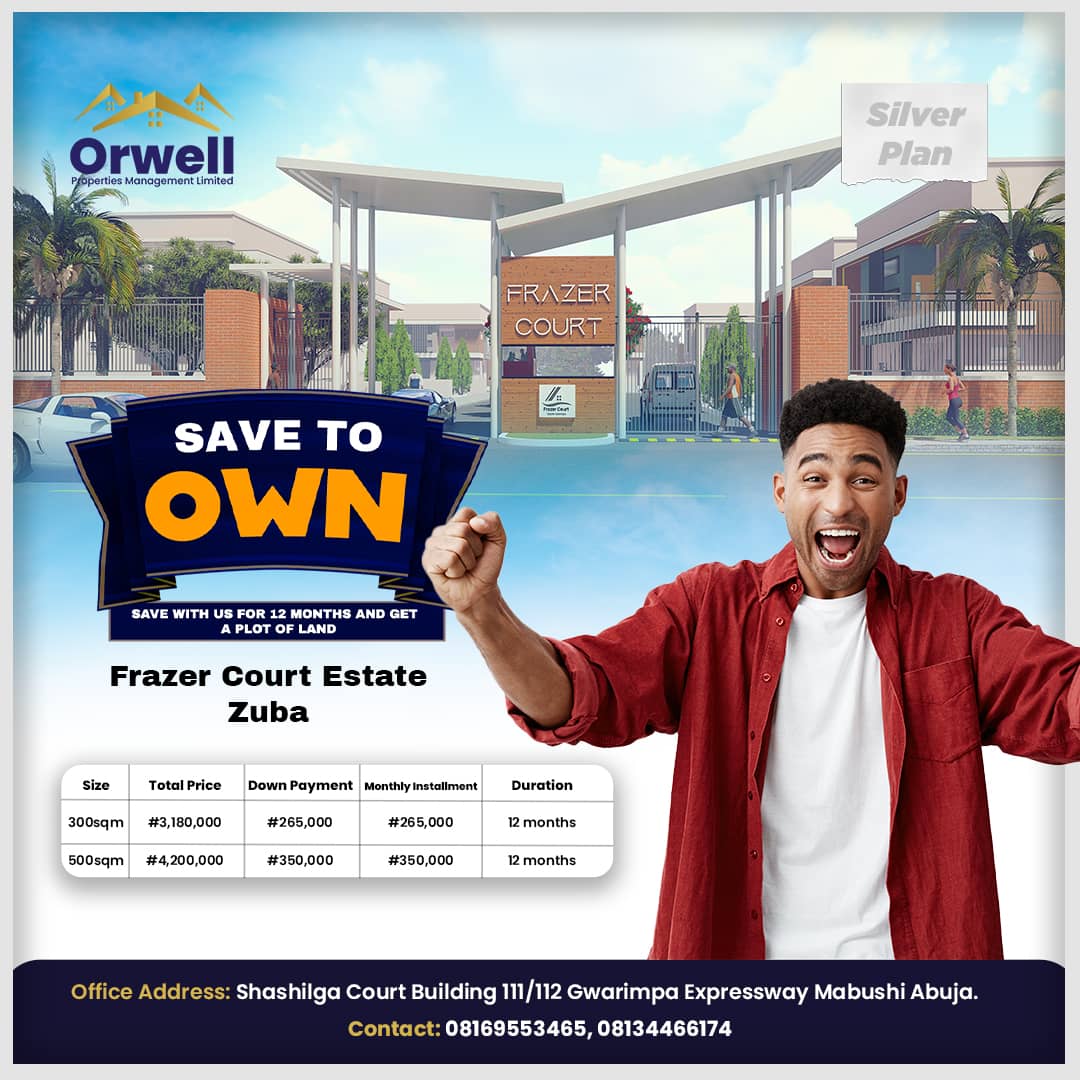 Orwell
Properties Management Limited
Silver
Plan
FRAZER
COURT
Frazer Court
SAVE TO
OWN
SAVE WITH US FOR 12 MONTHS AND GET
A PLOT OF LAND
Frazer Court Estate
Zuba
Size Total Price Down Payment Monthly Installment Duration
300sqm #3,180,000 #265,000 #265,000 12 months
500sqm #4,200,000 #350,000 #350,000 12 months
Office Address: Shashilga Court Building 111/112 Gwarimpa Expressway Mabushi Abuja.
Contact: 08169553465, 08134466174